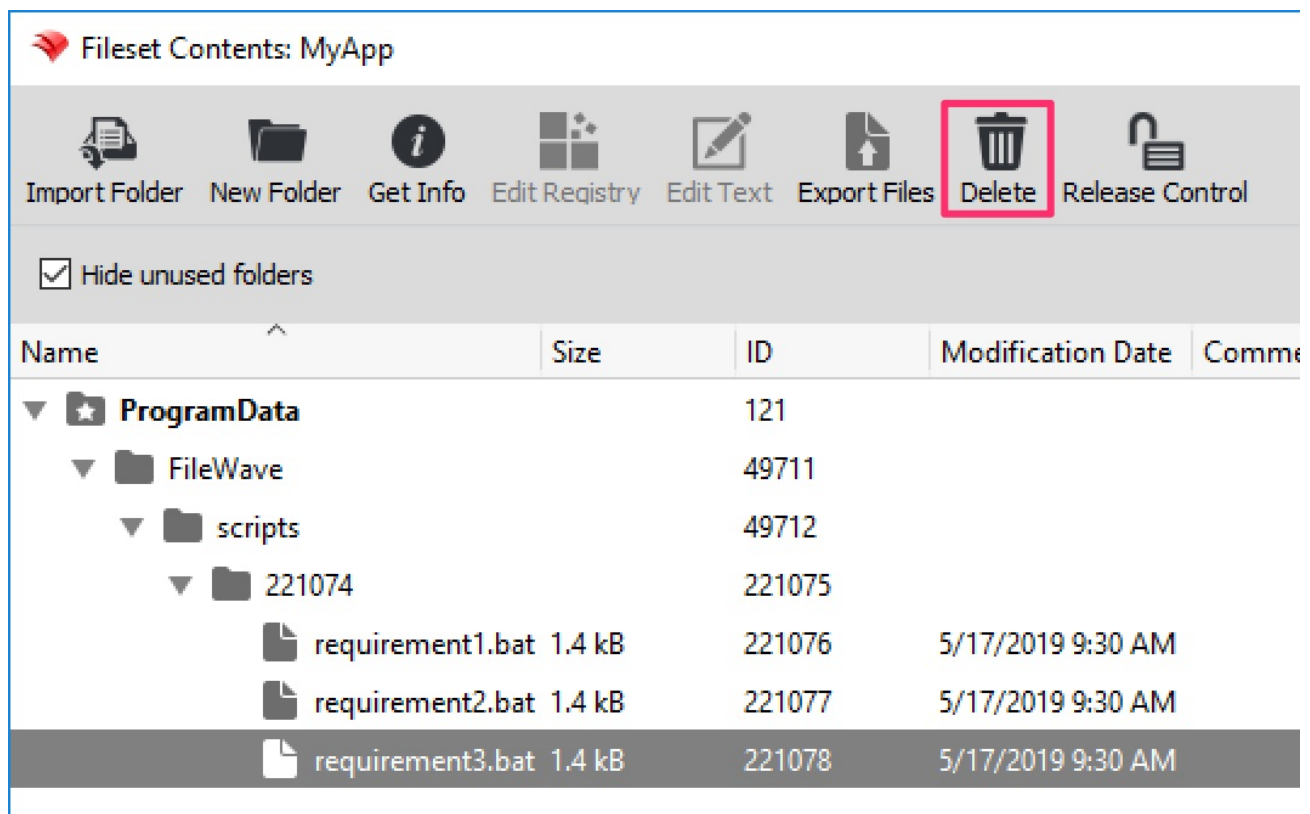 Fileset Contents: MyApp
Import Folder New Folder Get Info Edit Registry Edit Text Export Files Delete Release Control
Hide unused folders
Name Size ID Modification Date Comme
ProgramData 121
FileWave 49711
scripts 49712
221074 221075
requirement1.bat 1.4 kB 221076 5/17/2019 9:30 AM
requirement2.bat 1.4 kB 221077 5/17/2019 9:30 AM
requirement3.bat 1.4 kB 221078 5/17/2019 9:30 AM